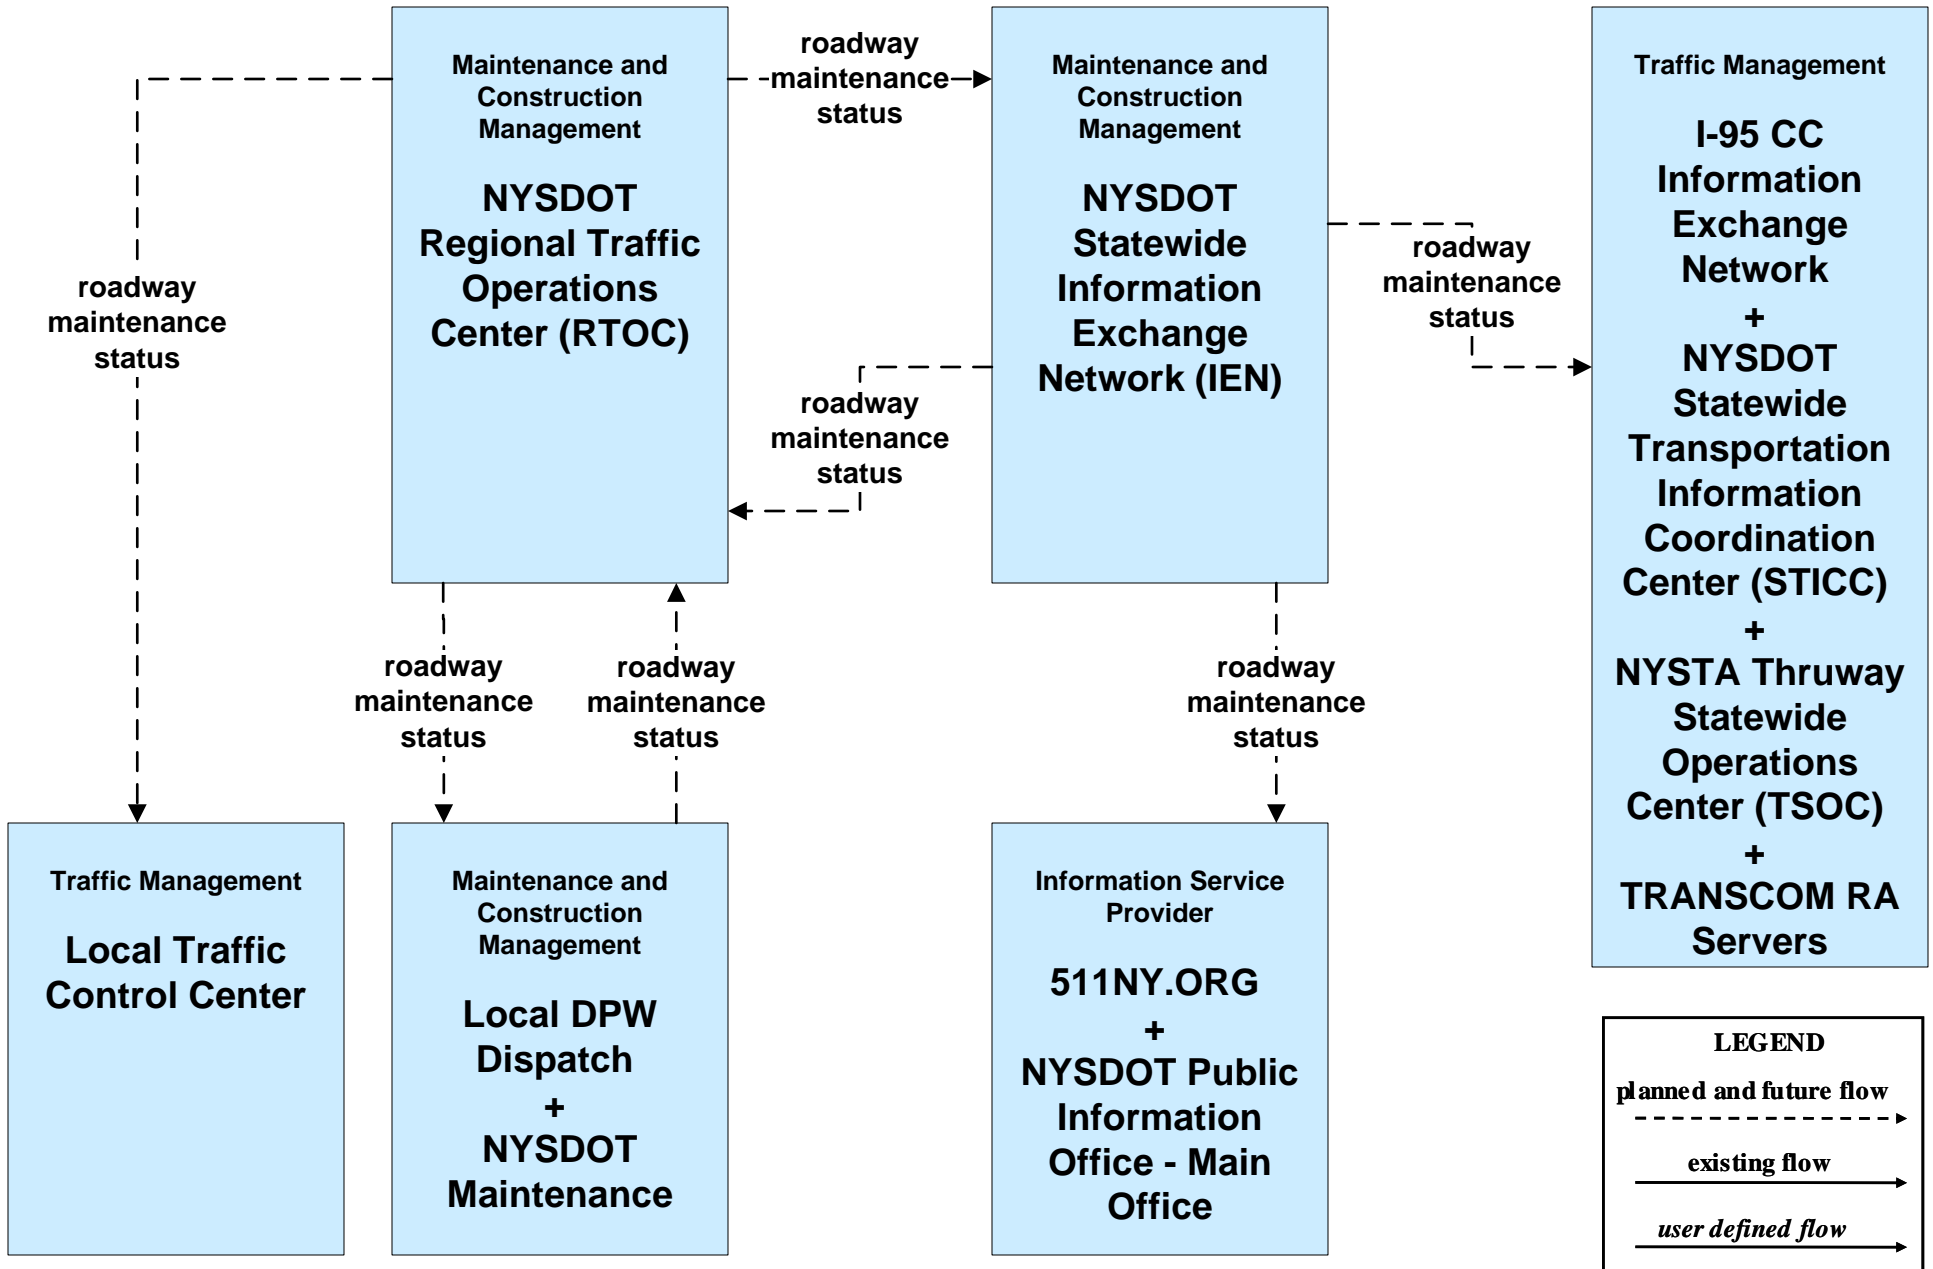 Maintenance and
Construction
Management
NYSDOT
Regional Traffic
Operations
Center (RTOC)
roadway
maintenance
status
Maintenance and
Construction
Management
NYSDOT
Statewide
Information
Exchange
Network (IEN)
roadway
maintenance
status
Traffic Management
I-95 CC
Information
Exchange
Network
+
NYSDOT
Statewide
Transportation
Information
Coordination
Center (STICC)
+
NYSTA Thruway
Statewide
Operations
Center (TSOC)
+
TRANSCOM RA
Servers
roadway
maintenance
status
roadway
maintenance
status
roadway
maintenance
status
roadway
maintenance
status
roadway
maintenance
status
Traffic Management
Local Traffic
Control Center
Maintenance and
Construction
Management
Local DPW
Dispatch
+
NYSDOT
Maintenance
Information Service
Provider
511NY.ORG
+
NYSDOT Public
Information
Office - Main
Office
LEGEND
planned and future flow
existing flow
user defined flow